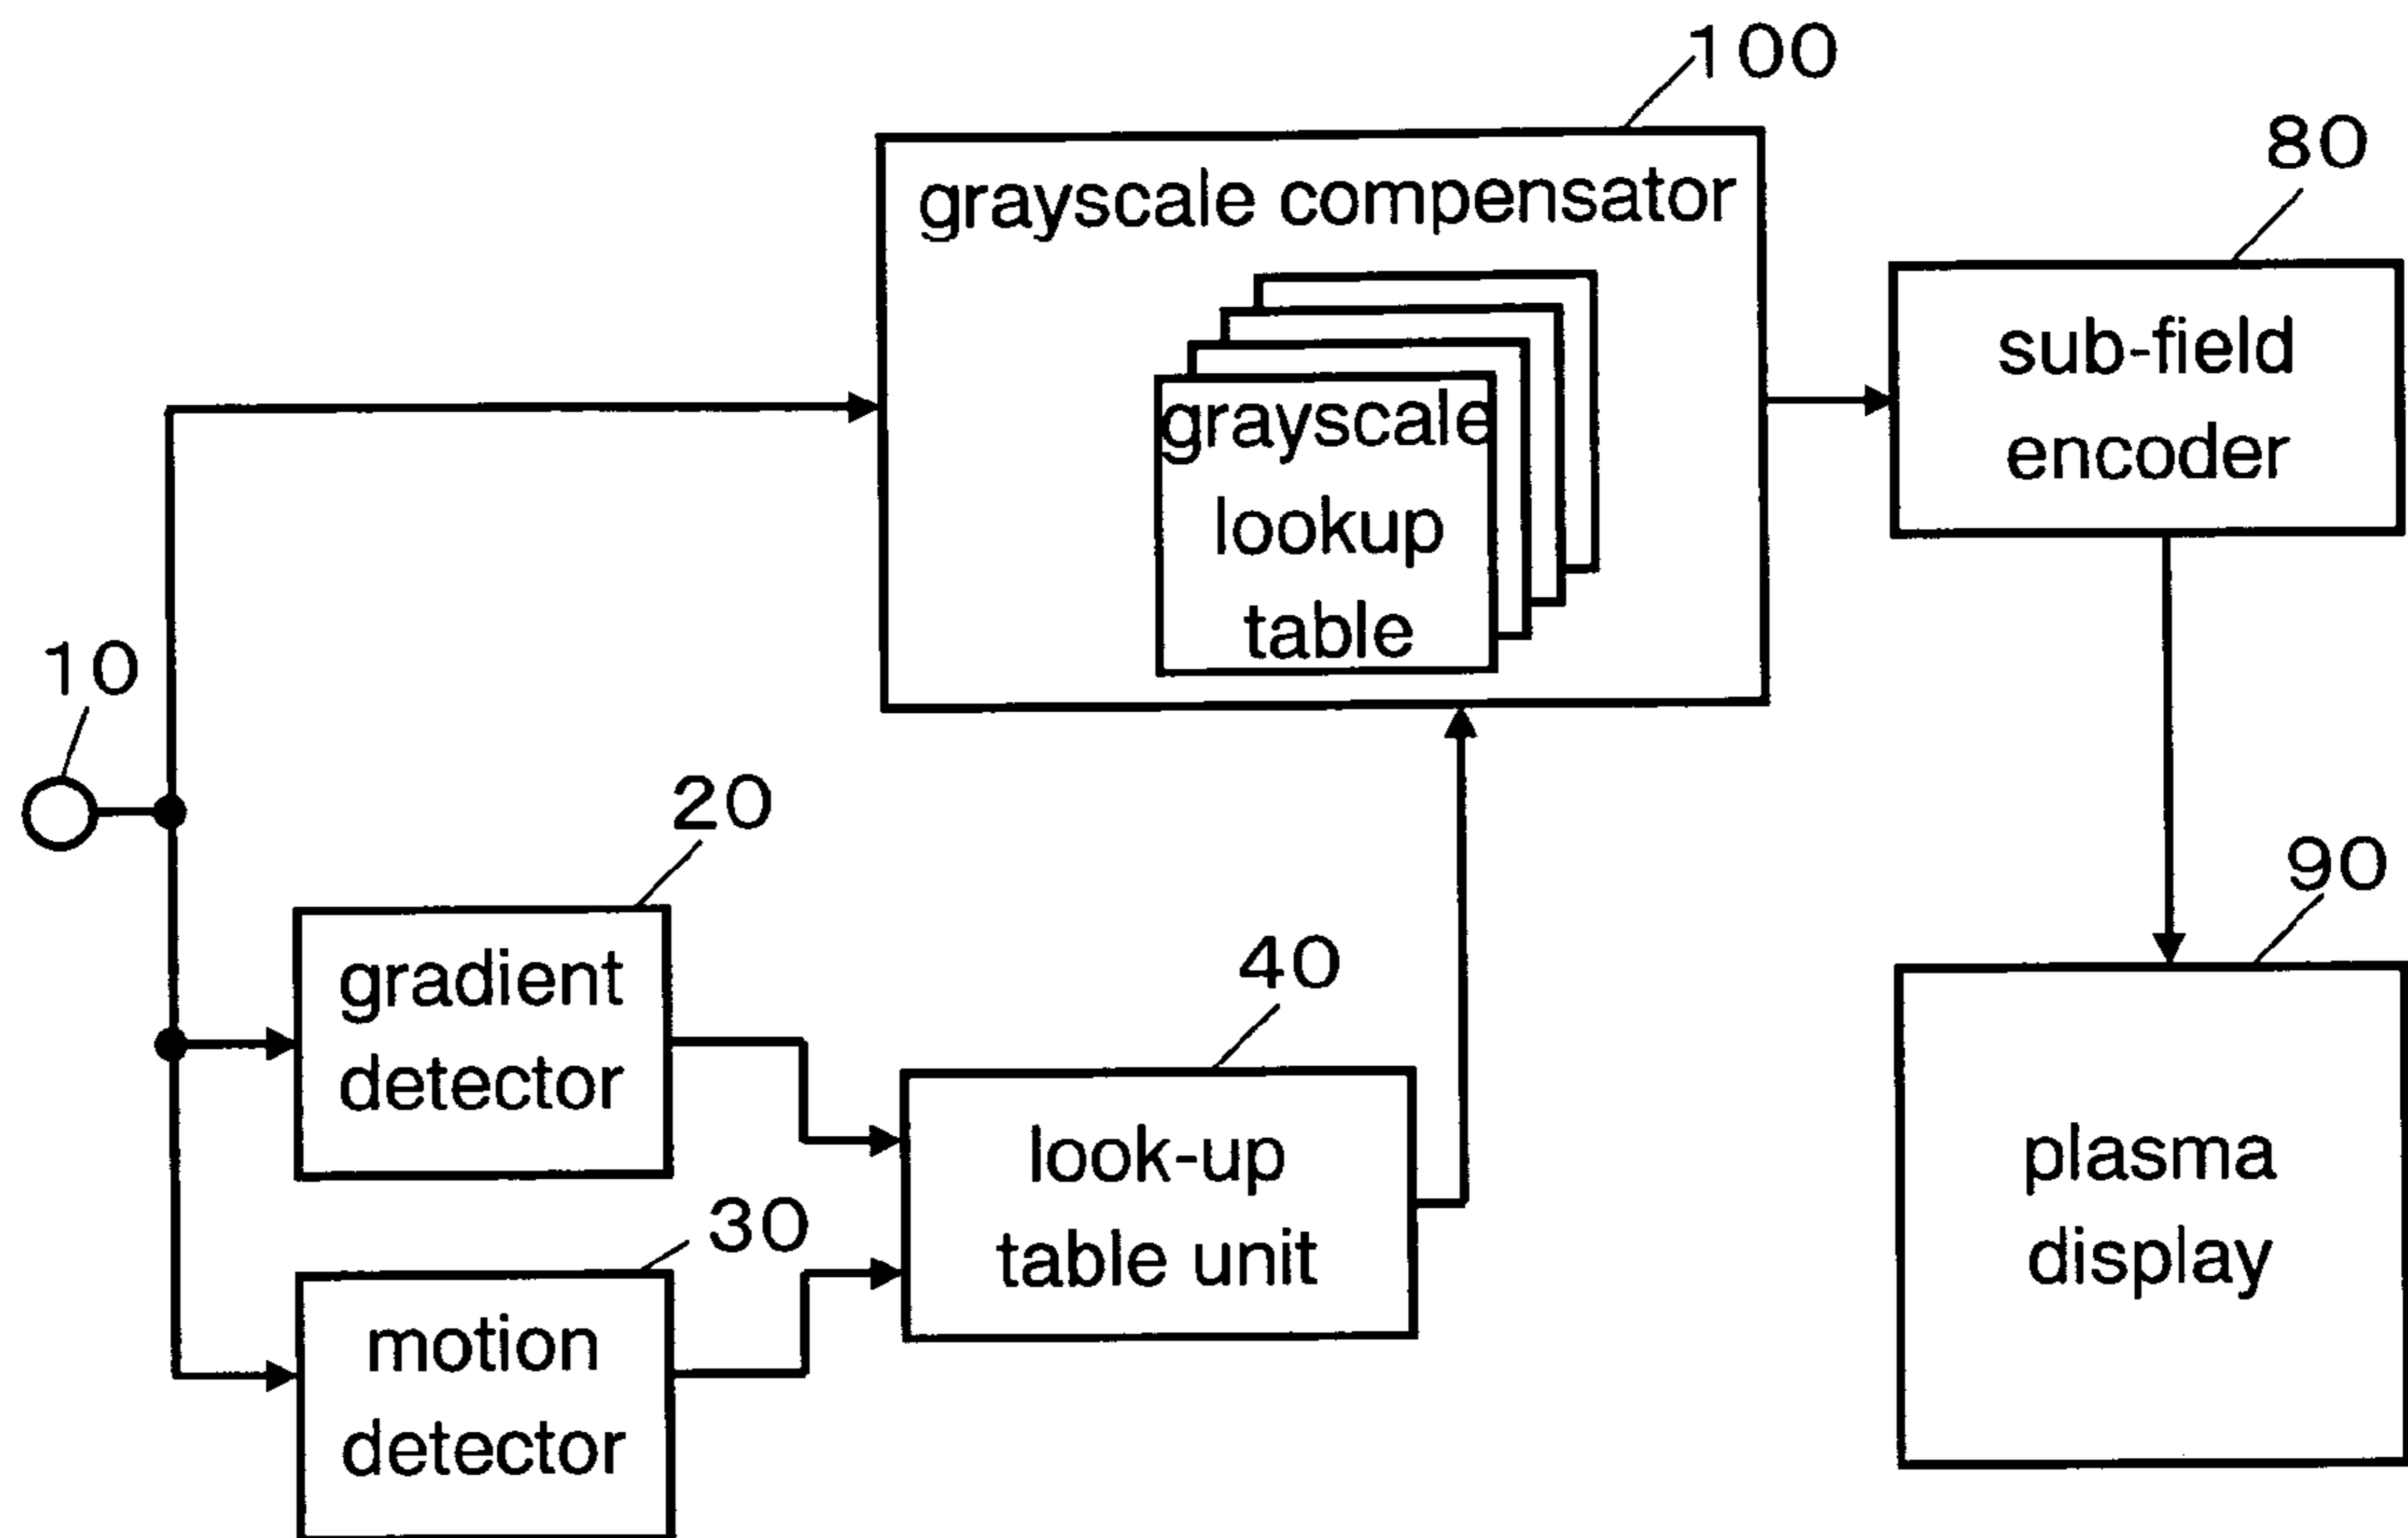 100
grayscale compensator
80
sub-field
encoder
grayscale
lookup
table
10
20
gradient
detector
30
motion
detector
40
look-up
table unit
90
plasma
display